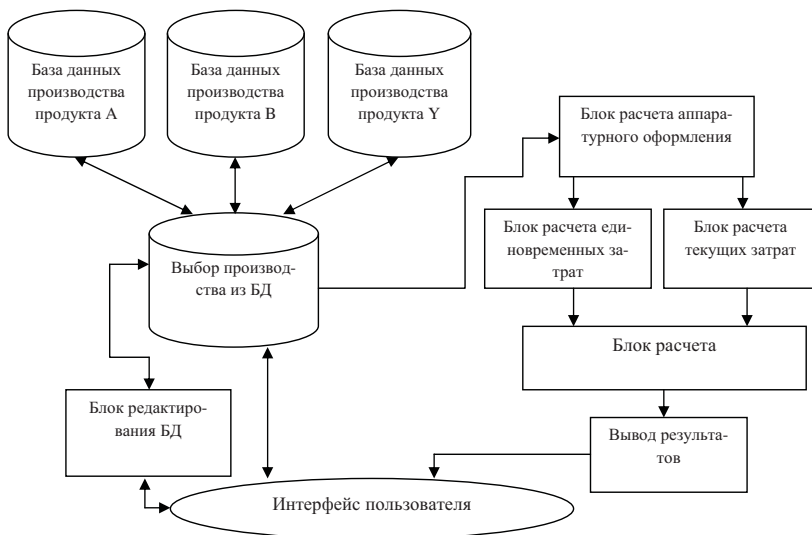 База данных
производства
продукта А
База данных
производства
продукта В
База данных
производства
продукта Y
Блок расчета аппара-
турного оформления
Выбор производ-
ства из БД
Блок расчета еди-
новременных за-
трат
Блок расчета
текущих затрат
Блок расчета
Блок редактиро-
вания БД
Вывод результа-
тов
Интерфейс пользователя